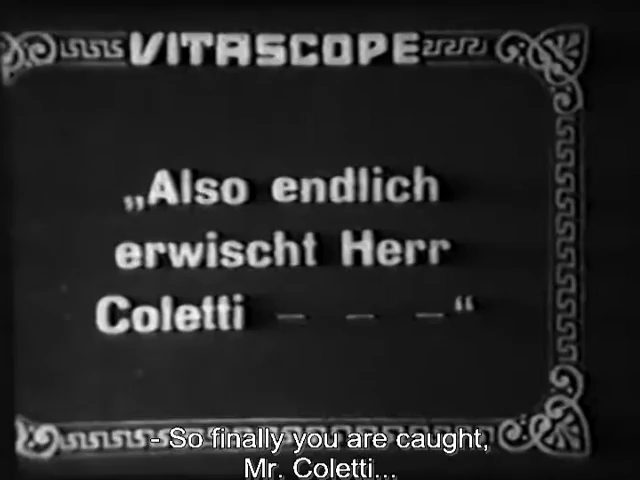 VITASCOPE
„Also endlich
erwischt Herr
Coletti – – –“
- So finally you are caught,
Mr. Coletti...